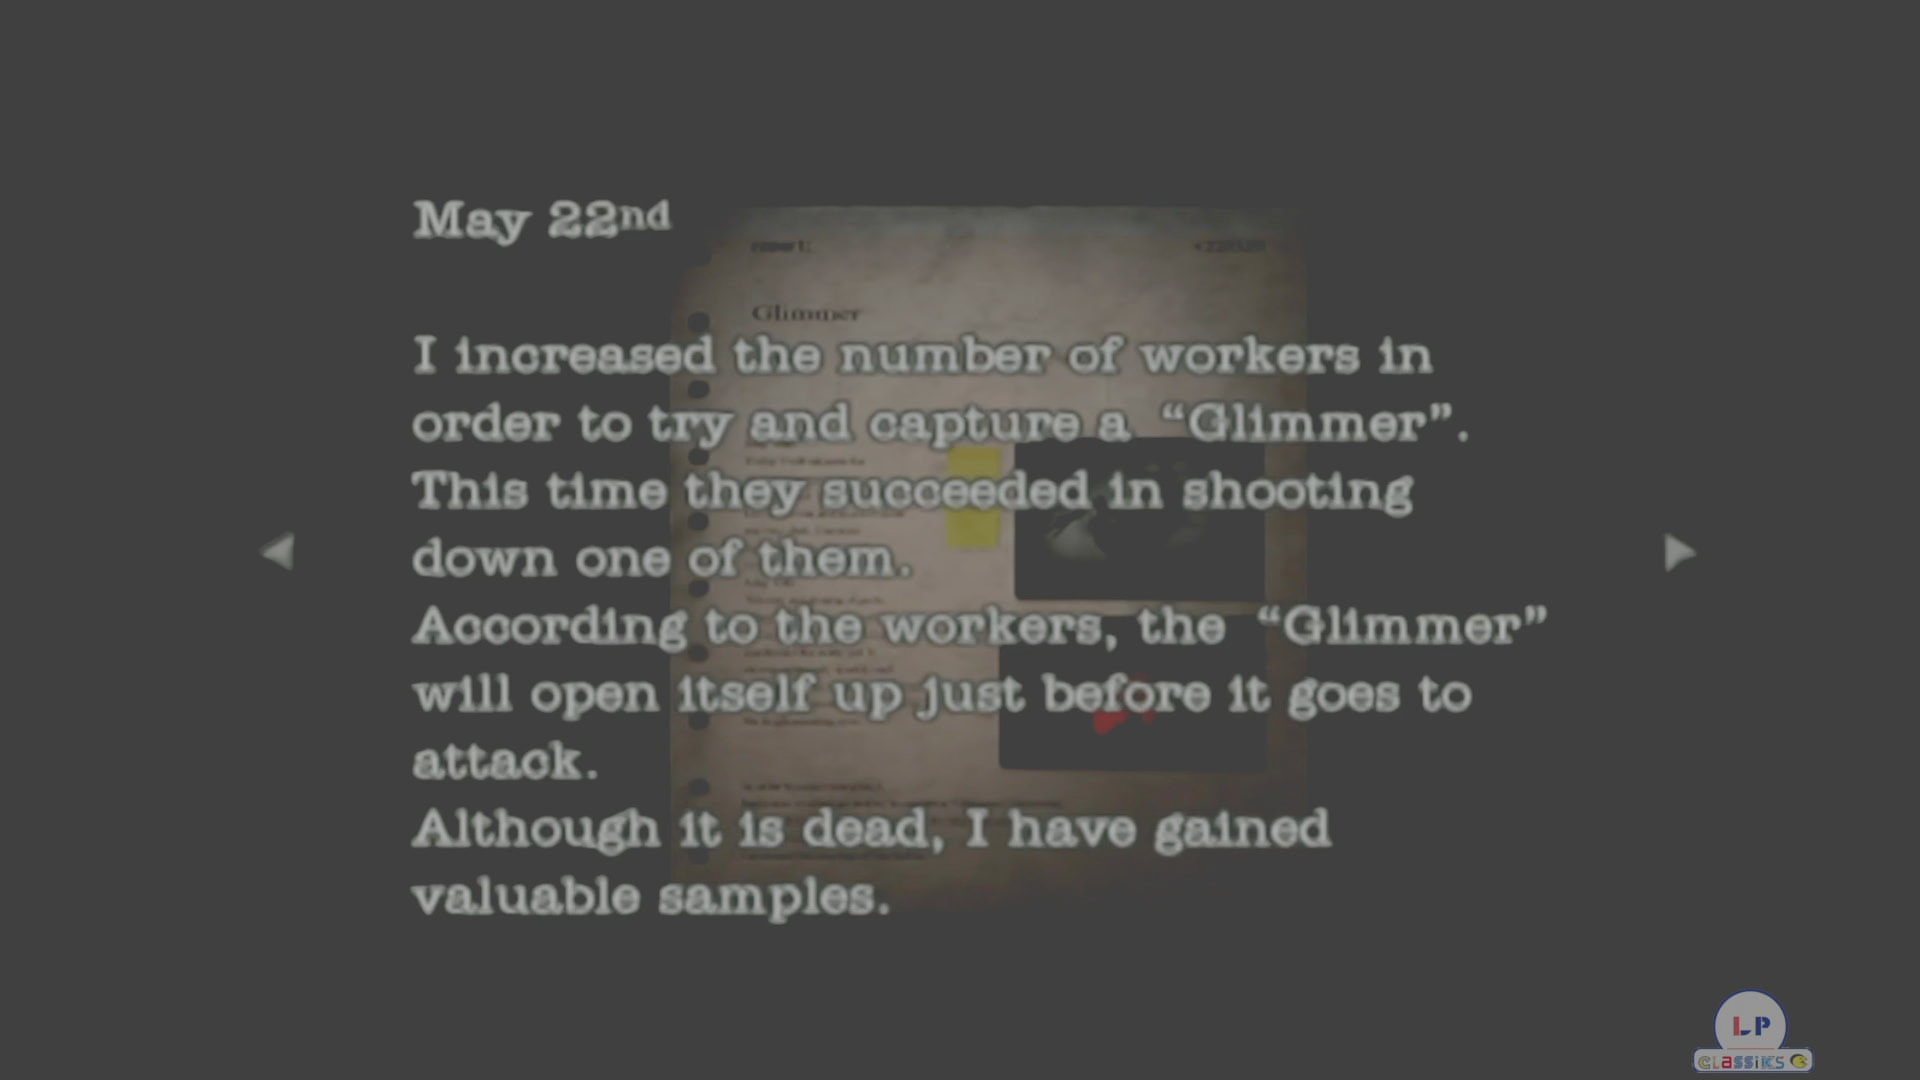 May 22nd
Glimmer
I increased the number of workers in
order to try and capture a “Glimmer”.
This time they succeeded in shooting
down one of them.
According to the workers, the “Glimmer”
will open itself up just before it goes to
attack.
Although it is dead, I have gained
valuable samples.
LP
CLASSIKS